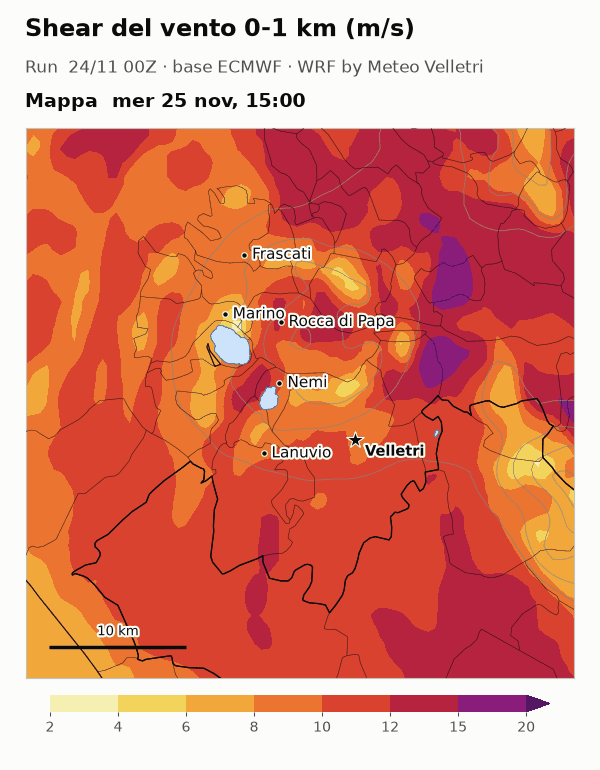 Shear del vento 0-1 km (m/s)
Run  24/11 00Z · base ECMWF · WRF by Meteo Velletri
Mappa  mer 25 nov, 15:00
Frascati
Marino
Rocca di Papa
Nemi
Velletri
Lanuvio
10 km
2 4 6 8 10 12 15 20